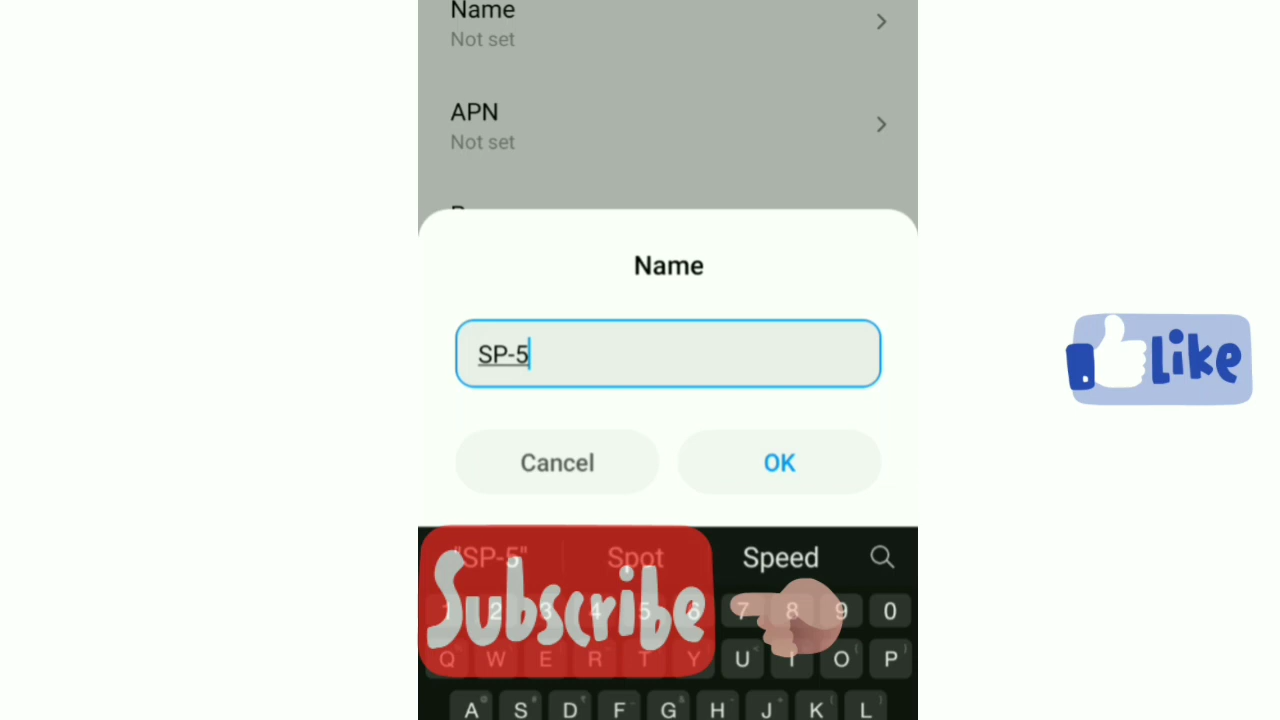 Name
Not set
APN
Not set
Name
SP-5
Cancel
OK
Like
"SP-5" Spot Speed
Subscribe
1 2 3 4 5 6 7 8 9 0
Q W E R T Y U I O P
A S D F G H J K L